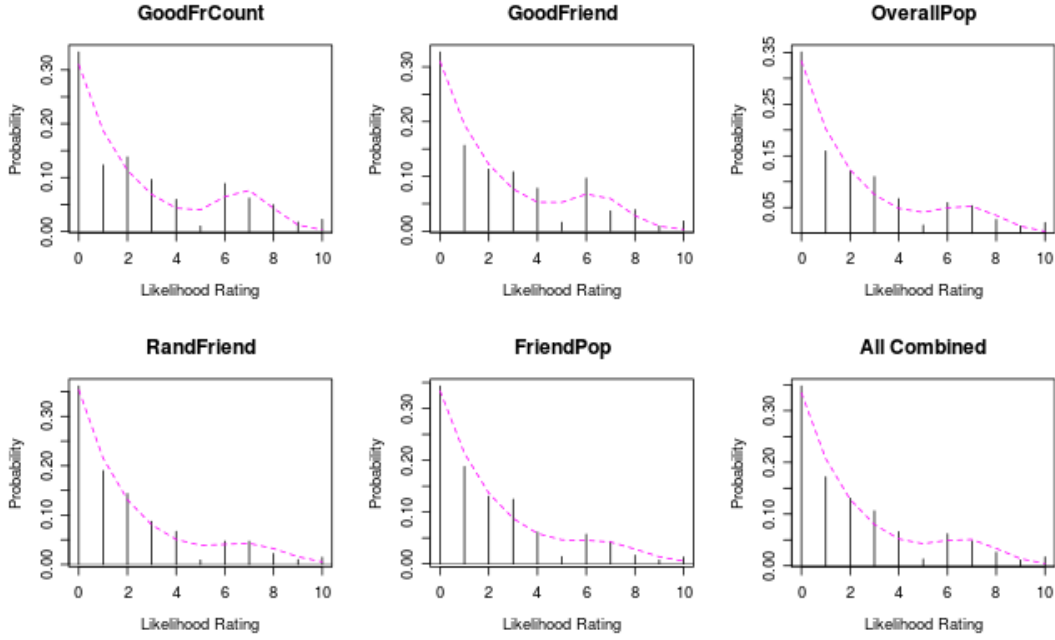 GoodFrCount
GoodFriend
OverallPop
Probability
0.00 0.10 0.20 0.30
0 2 4 6 8 10
Likelihood Rating
Probability
0.00 0.10 0.20 0.30
0 2 4 6 8 10
Likelihood Rating
Probability
0.05 0.15 0.25 0.35
0 2 4 6 8 10
Likelihood Rating
RandFriend
FriendPop
All Combined
Probability
0.00 0.10 0.20 0.30
0 2 4 6 8 10
Likelihood Rating
Probability
0.00 0.10 0.20 0.30
0 2 4 6 8 10
Likelihood Rating
Probability
0.00 0.10 0.20 0.30
0 2 4 6 8 10
Likelihood Rating